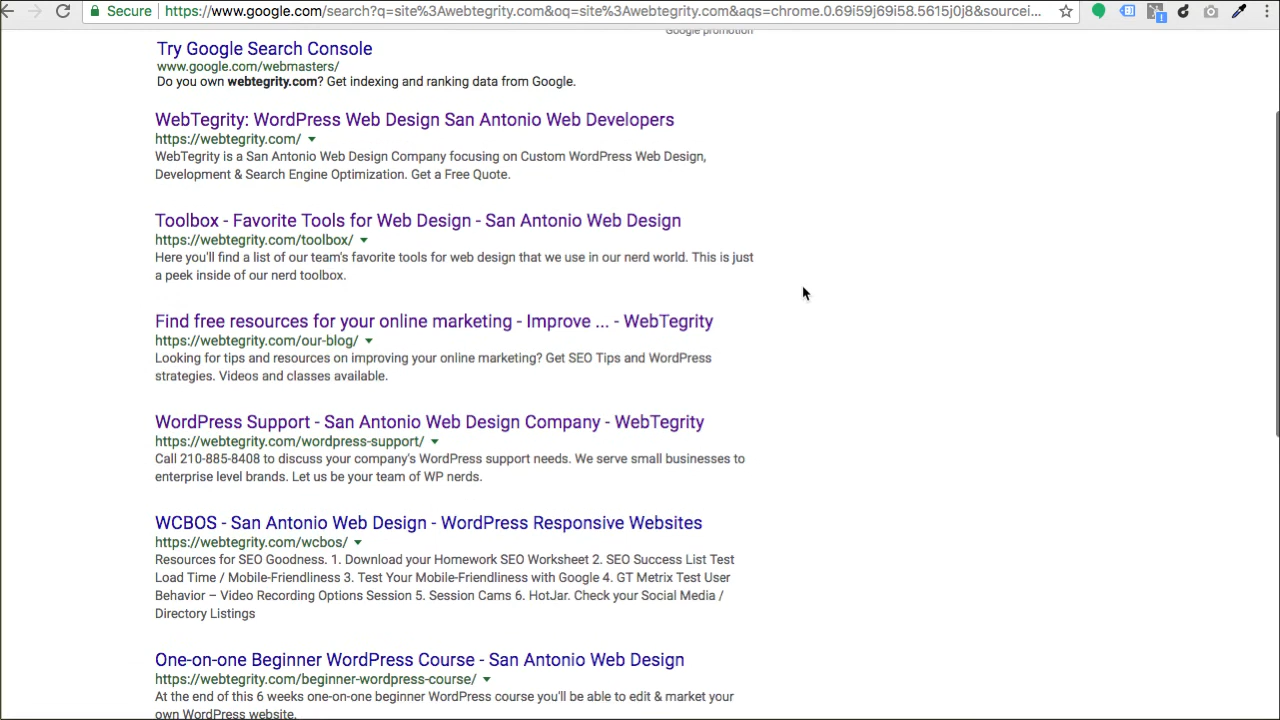 Secure https://www.google.com/search?q=site%3Awebtegrity.com&oq=site%3Awebtegrity.com&aqs=chrome.0.69i59j69i58.5615j0j8&sourcei...
Google promotion
Try Google Search Console
www.google.com/webmasters/
Do you own webtegrity.com? Get indexing and ranking data from Google.
WebTegrity: WordPress Web Design San Antonio Web Developers
https://webtegrity.com/
WebTegrity is a San Antonio Web Design Company focusing on Custom WordPress Web Design,
Development & Search Engine Optimization. Get a Free Quote.
Toolbox - Favorite Tools for Web Design - San Antonio Web Design
https://webtegrity.com/toolbox/
Here you'll find a list of our team's favorite tools for web design that we use in our nerd world. This is just
a peek inside of our nerd toolbox.
Find free resources for your online marketing - Improve ... - WebTegrity
https://webtegrity.com/our-blog/
Looking for tips and resources on improving your online marketing? Get SEO Tips and WordPress
strategies. Videos and classes available.
WordPress Support - San Antonio Web Design Company - WebTegrity
https://webtegrity.com/wordpress-support/
Call 210-885-8408 to discuss your company's WordPress support needs. We serve small businesses to
enterprise level brands. Let us be your team of WP nerds.
WCBOS - San Antonio Web Design - WordPress Responsive Websites
https://webtegrity.com/wcbos/
Resources for SEO Goodness. 1. Download your Homework SEO Worksheet 2. SEO Success List Test
Load Time / Mobile-Friendliness 3. Test Your Mobile-Friendliness with Google 4. GT Metrix Test User
Behavior – Video Recording Options Session 5. Session Cams 6. HotJar. Check your Social Media /
Directory Listings
One-on-one Beginner WordPress Course - San Antonio Web Design
https://webtegrity.com/beginner-wordpress-course/
At the end of this 6 weeks one-on-one beginner WordPress course you'll be able to edit & market your
own WordPress website.